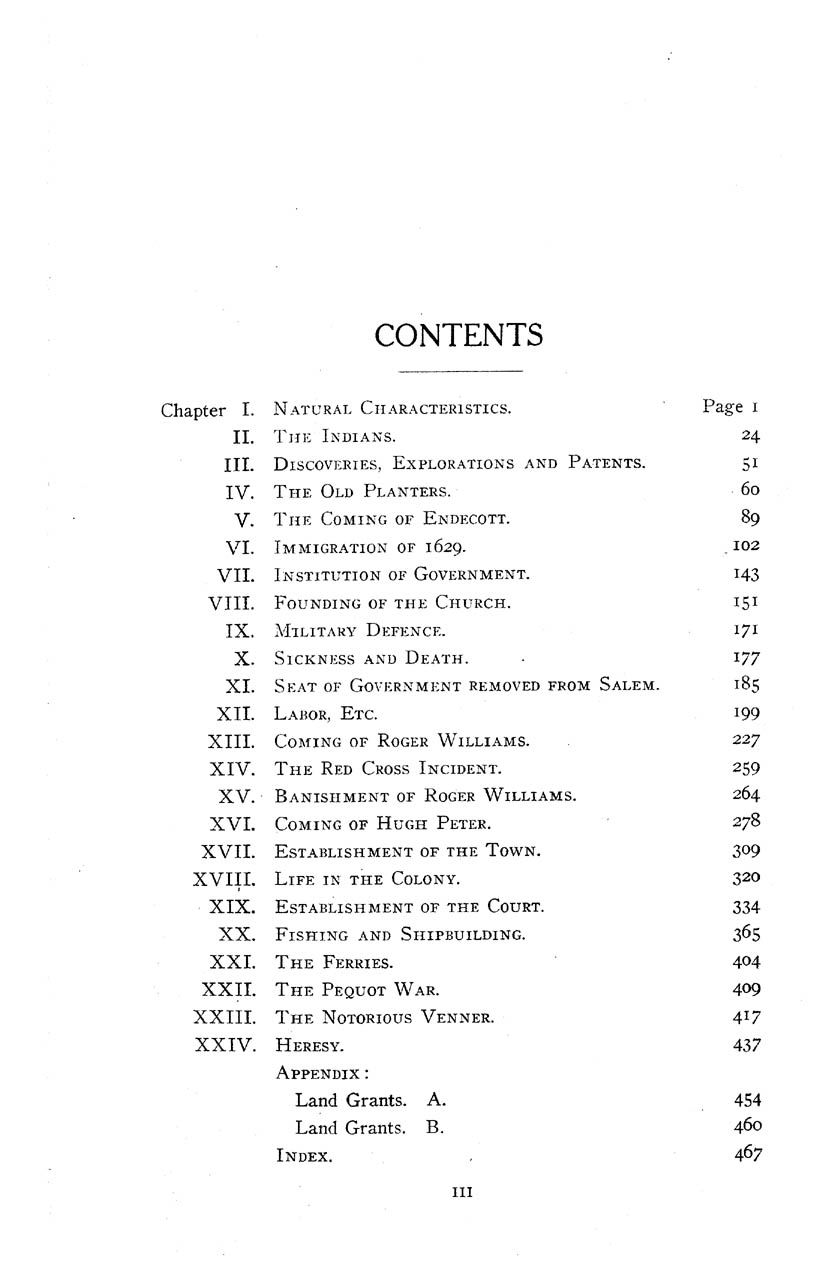 CONTENTS
Chapter I. NATURAL CHARACTERISTICS. Page 1
II. THE INDIANS. 24
III. DISCOVERIES, EXPLORATIONS AND PATENTS. 51
IV. THE OLD PLANTERS. 60
V. THE COMING OF ENDECOTT. 89
VI. IMMIGRATION OF 1629. 102
VII. INSTITUTION OF GOVERNMENT. 143
VIII. FOUNDING OF THE CHURCH. 151
IX. MILITARY DEFENCE. 171
X. SICKNESS AND DEATH. 177
XI. SEAT OF GOVERNMENT REMOVED FROM SALEM. 185
XII. LABOR, ETC. 199
XIII. COMING OF ROGER WILLIAMS. 227
XIV. THE RED CROSS INCIDENT. 259
XV. BANISHMENT OF ROGER WILLIAMS. 264
XVI. COMING OF HUGH PETER. 278
XVII. ESTABLISHMENT OF THE TOWN. 309
XVIII. LIFE IN THE COLONY. 320
XIX. ESTABLISHMENT OF THE COURT. 334
XX. FISHING AND SHIPBUILDING. 365
XXI. THE FERRIES. 404
XXII. THE PEQUOT WAR. 409
XXIII. THE NOTORIOUS VENNER. 417
XXIV. HERESY. 437
APPENDIX:
Land Grants. A. 454
Land Grants. B. 460
INDEX. 467
III